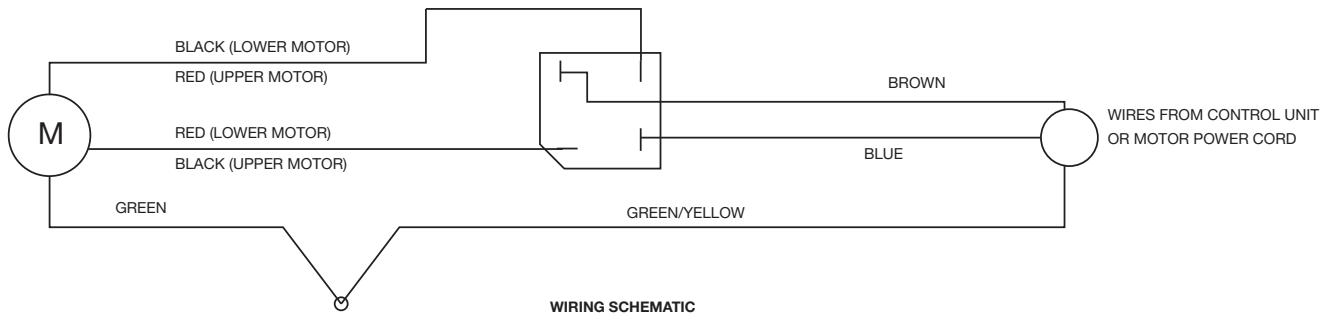 BLACK (LOWER MOTOR)
RED (UPPER MOTOR)
BROWN
WIRES FROM CONTROL UNIT
OR MOTOR POWER CORD
M
RED (LOWER MOTOR)
BLACK (UPPER MOTOR)
BLUE
GREEN
GREEN/YELLOW
WIRING SCHEMATIC